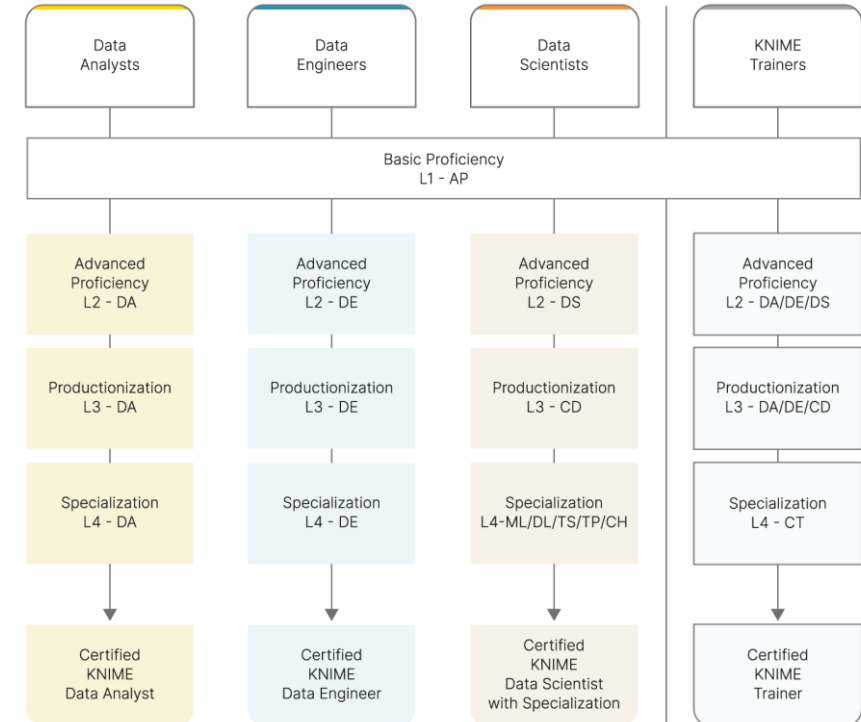 Data
Analysts
Data
Engineers
Data
Scientists
KNIME
Trainers
Basic Proficiency
L1 - AP
Advanced
Proficiency
L2 - DA
Advanced
Proficiency
L2 - DE
Advanced
Proficiency
L2 - DS
Advanced
Proficiency
L2 - DA/DE/DS
Productionization
L3 - DA
Productionization
L3 - DE
Productionization
L3 - CD
Productionization
L3 - DA/DE/CD
Specialization
L4 - DA
Specialization
L4 - DE
Specialization
L4-ML/DL/TS/TP/CH
Specialization
L4 - CT
Certified
KNIME
Data Analyst
Certified
KNIME
Data Engineer
Certified
KNIME
Data Scientist
with Specialization
Certified
KNIME
Trainer